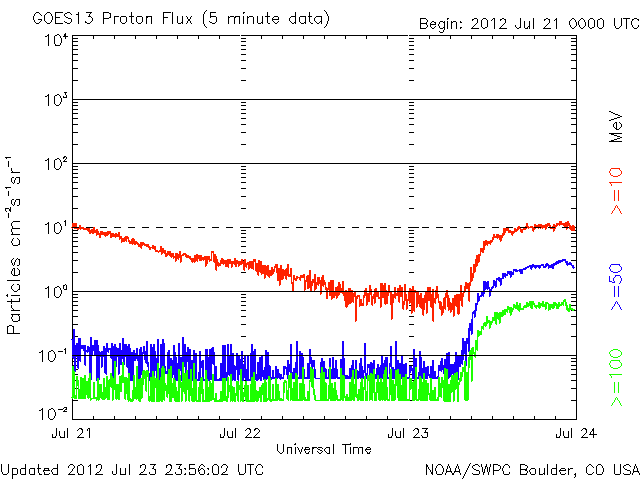 GOES13 Proton Flux (5 minute data)
Begin: 2012 Jul 21 0000 UTC
10⁴
10³
10²
10¹
10⁰
10⁻¹
10⁻²
Particles cm⁻²s⁻¹sr⁻¹
>=10
>=50
>=100
MeV
Jul 21
Jul 22
Jul 23
Jul 24
Universal Time
Updated 2012 Jul 23 23:56:02 UTC
NOAA/SWPC Boulder, CO USA